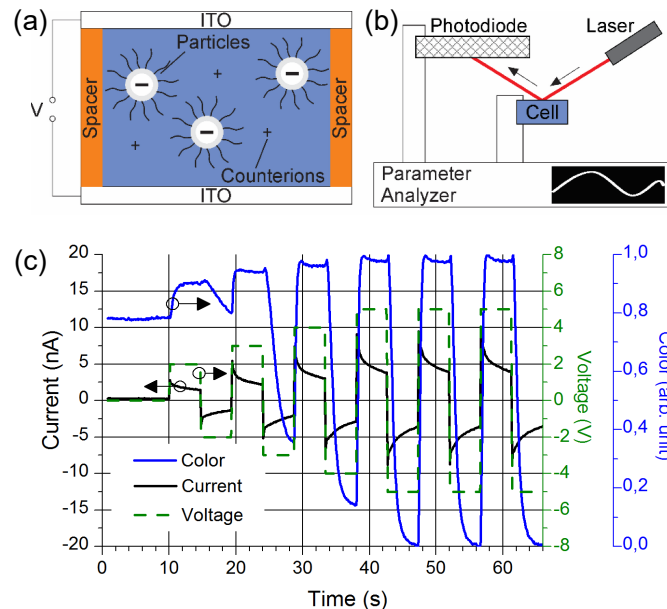 (a)
ITO
Particles
V
Spacer
Spacer
Counterions
ITO
(b)
Photodiode
Laser
Cell
Parameter
Analyzer
(c)
20
15
10
5
0
-5
-10
-15
-20
Current (nA)
8
6
4
2
0
-2
-4
-6
-8
Voltage (V)
1,0
0,8
0,6
0,4
0,2
0,0
Color (arb. unit)
Color
Current
Voltage
0
10
20
30
40
50
60
Time (s)